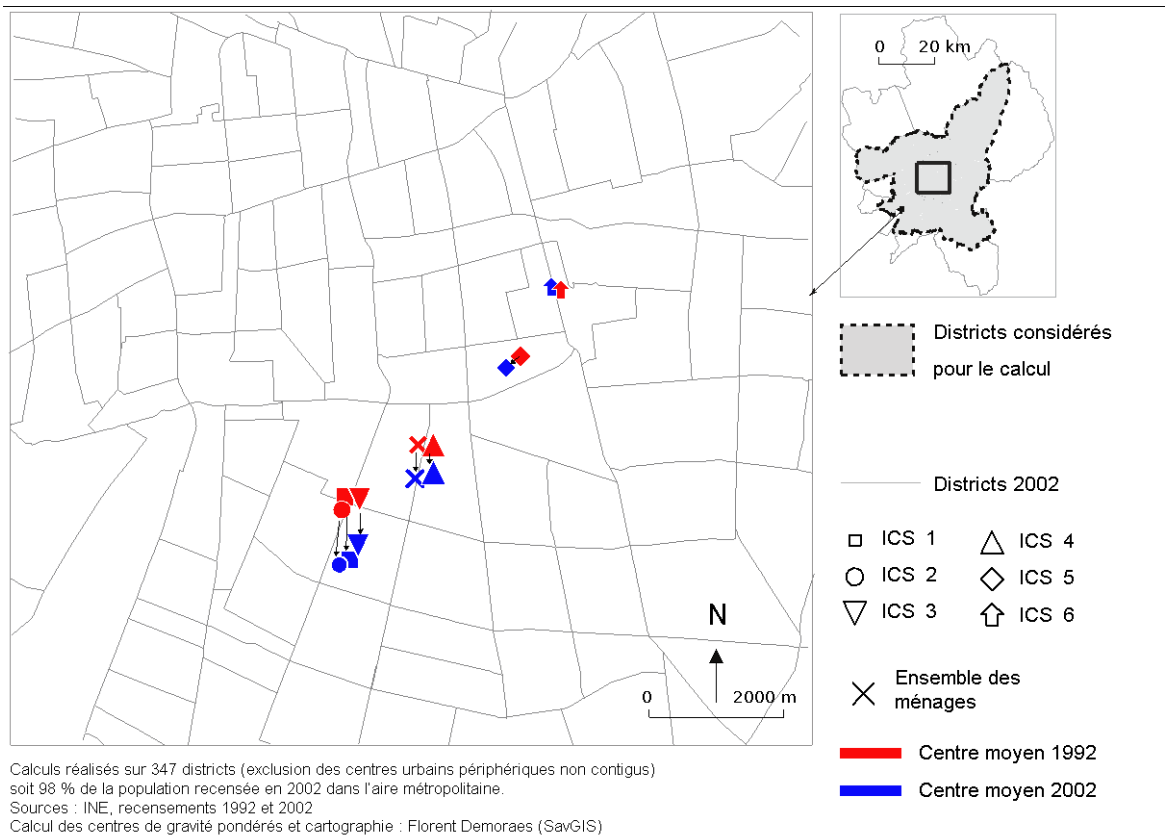 0 20 km
Districts considérés
pour le calcul
Districts 2002
ICS 1
ICS 4
ICS 2
ICS 5
ICS 3
ICS 6
N
0 2000 m
Ensemble des
ménages
Centre moyen 1992
Centre moyen 2002
Calculs réalisés sur 347 districts (exclusion des centres urbains périphériques non contigus)
soit 98 % de la population recensée en 2002 dans l'aire métropolitaine.
Sources : INE, recensements 1992 et 2002
Calcul des centres de gravité pondérés et cartographie : Florent Demoraes (SavGIS)